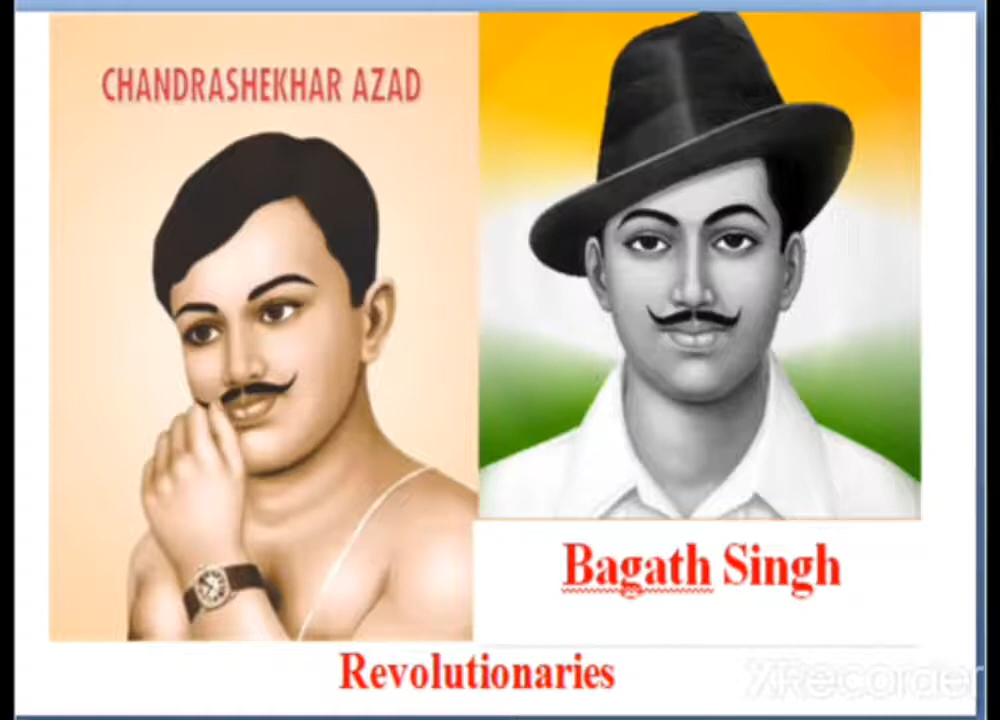 CHANDRASHEKHAR AZAD
Bagath Singh
Revolutionaries
XRecorder